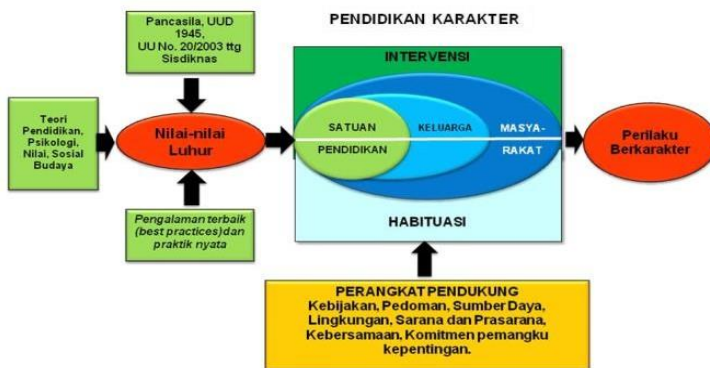 PENDIDIKAN KARAKTER
Pancasila, UUD
1945,
UU No. 20/2003 ttg
Sisdiknas
Teori
Pendidikan,
Psikologi,
Nilai, Sosial
Budaya
Nilai-nilai
Luhur
Pengalaman terbaik
(best practices)dan
praktik nyata
INTERVENSI
SATUAN
PENDIDIKAN
KELUARGA
MASYA-
RAKAT
HABITUASI
Perilaku
Berkarakter
PERANGKAT PENDUKUNG
Kebijakan, Pedoman, Sumber Daya,
Lingkungan, Sarana dan Prasarana,
Kebersamaan, Komitmen pemangku
kepentingan.